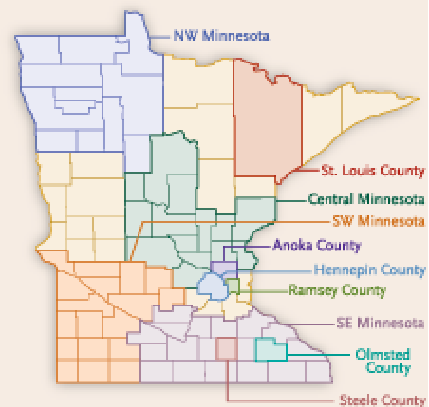 NW Minnesota
St. Louis County
Central Minnesota
SW Minnesota
Anoka County
Hennepin County
Ramsey County
SE Minnesota
Olmsted
County
Steele County